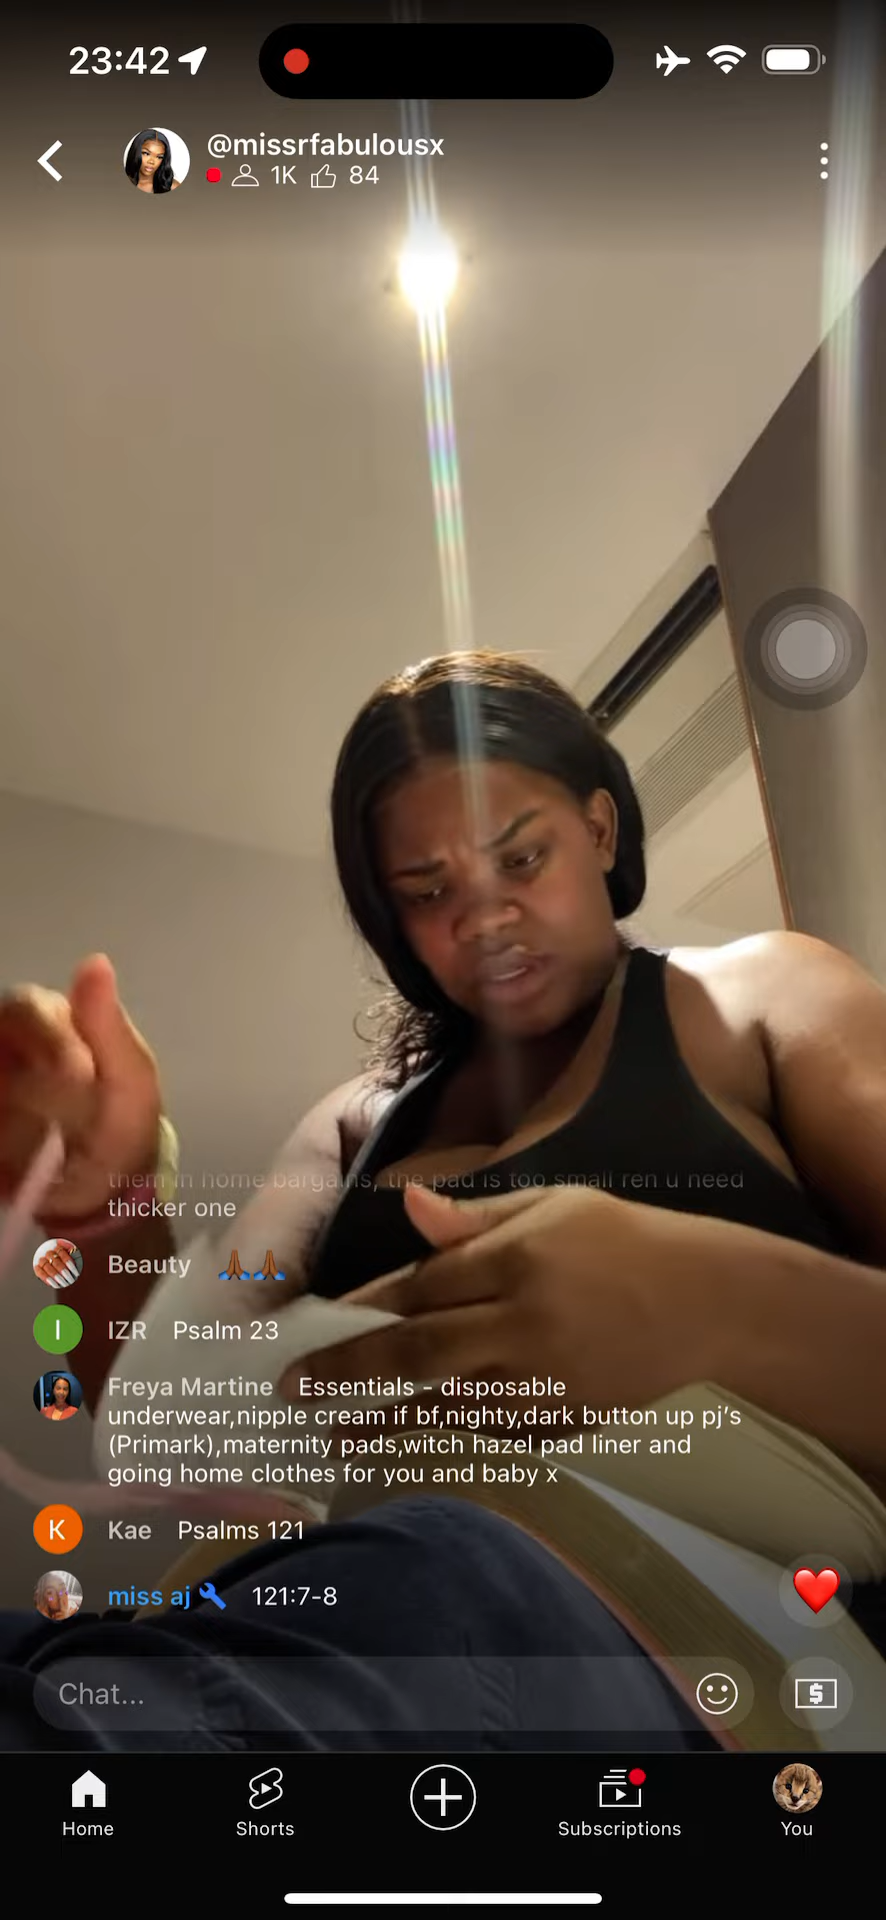 23:42
@missrfabulousx
1K 84
them in home bargains, the pad is too small ren u need
thicker one
Beauty 🙏🏾🙏🏾
I IZR Psalm 23
Freya Martine Essentials - disposable
underwear,nipple cream if bf,nighty,dark button up pj’s
(Primark),maternity pads,witch hazel pad liner and
going home clothes for you and baby x
K Kae Psalms 121
miss aj 🔧 121:7-8
Chat...
Home Shorts Subscriptions You